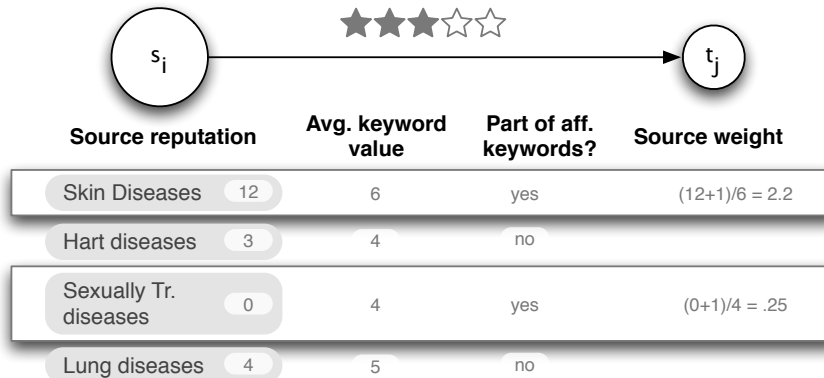 si
tj
Source reputation
Avg. keyword value
Part of aff. keywords?
Source weight
Skin Diseases 12 6 yes (12+1)/6 = 2.2
Hart diseases 3 4 no
Sexually Tr. diseases 0 4 yes (0+1)/4 = .25
Lung diseases 4 5 no